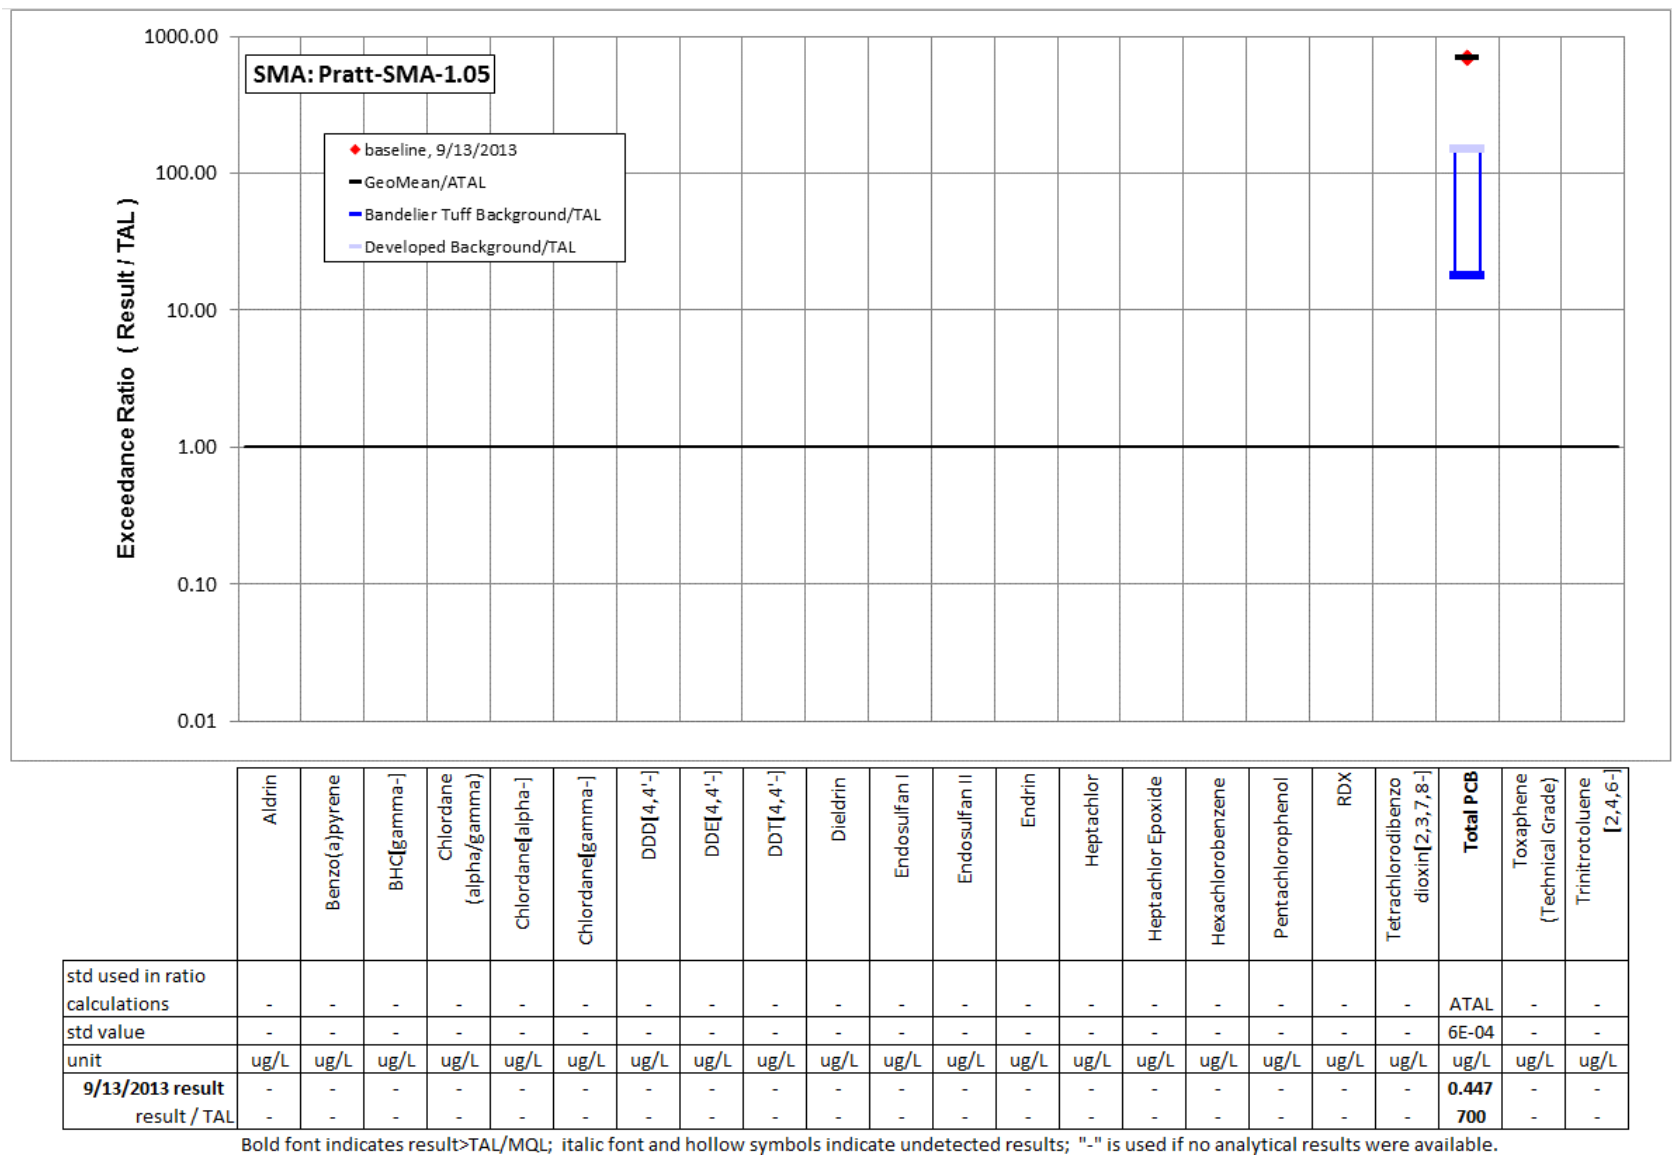 1000.00
100.00
10.00
1.00
0.10
0.01
Exceedance Ratio ( Result / TAL )
SMA: Pratt-SMA-1.05
baseline, 9/13/2013
GeoMean/ATAL
Bandelier Tuff Background/TAL
Developed Background/TAL
Aldrin
Benzo(a)pyrene
BHC[gamma-]
Chlordane
(alpha/gamma)
Chlordane[alpha-]
Chlordane[gamma-]
DDD[4,4'-]
DDE[4,4'-]
DDT[4,4'-]
Dieldrin
Endosulfan I
Endosulfan II
Endrin
Heptachlor
Heptachlor Epoxide
Hexachlorobenzene
Pentachlorophenol
RDX
Tetrachlorodibenzo
dioxin[2,3,7,8-]
Total PCB
Toxaphene
(Technical Grade)
Trinitrotoluene
[2,4,6-]
std used in ratio
calculations - - - - - - - - - - - - - - - - - - - ATAL - -
std value - - - - - - - - - - - - - - - - - - - 6E-04 - -
unit ug/L ug/L ug/L ug/L ug/L ug/L ug/L ug/L ug/L ug/L ug/L ug/L ug/L ug/L ug/L ug/L ug/L ug/L ug/L ug/L ug/L ug/L
9/13/2013 result - - - - - - - - - - - - - - - - - - - 0.447 - -
result / TAL - - - - - - - - - - - - - - - - - - - 700 - -
Bold font indicates result>TAL/MQL; italic font and hollow symbols indicate undetected results; "-" is used if no analytical results were available.